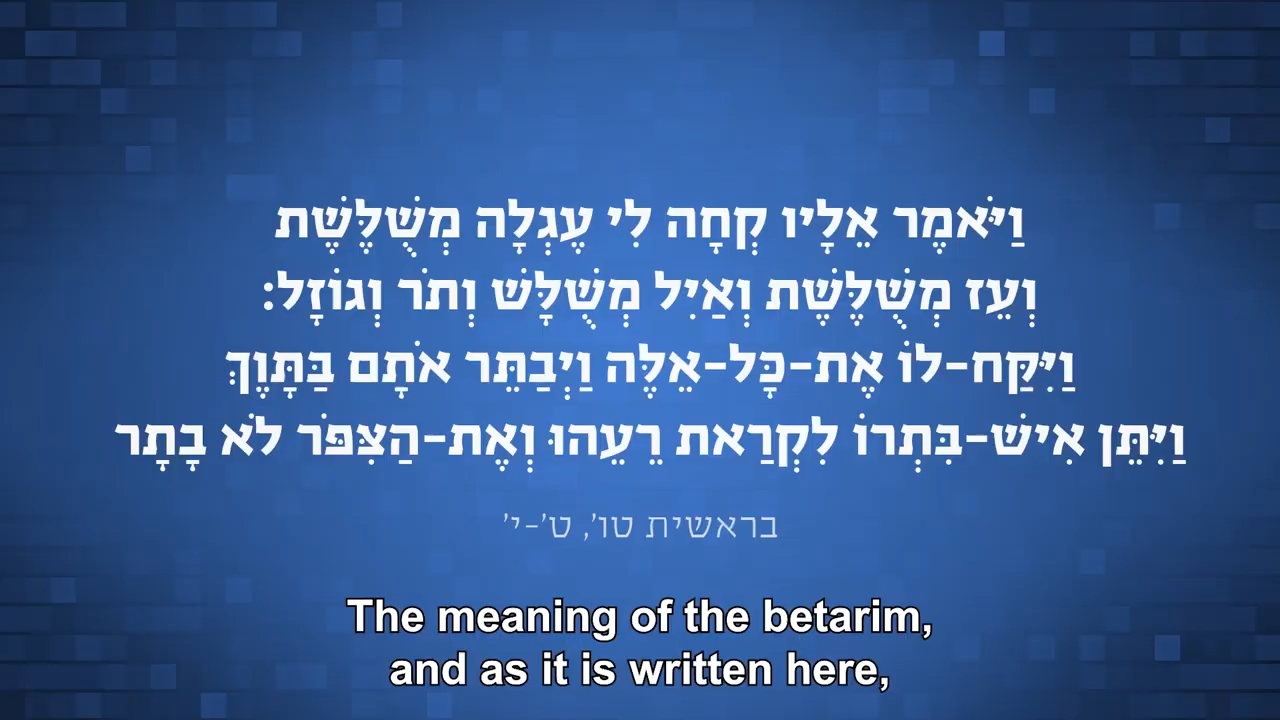 וַיֹּאמֶר אֵלָיו קְחָה לִי עֶגְלָה מְשֻׁלֶּשֶׁת
וְעֵז מְשֻׁלֶּשֶׁת וְאַיִל מְשֻׁלָּשׁ וְתֹר וְגוֹזָל:
וַיִּקַּח-לוֹ אֶת-כָּל-אֵלֶּה וַיְבַתֵּר אֹתָם בַּתָּוֶךְ
וַיִּתֵּן אִישׁ-בִּתְרוֹ לִקְרַאת רֵעֵהוּ וְאֶת-הַצִּפֹּר לֹא בָתָר
בראשית טו', ט'-י'
The meaning of the betarim,
and as it is written here,